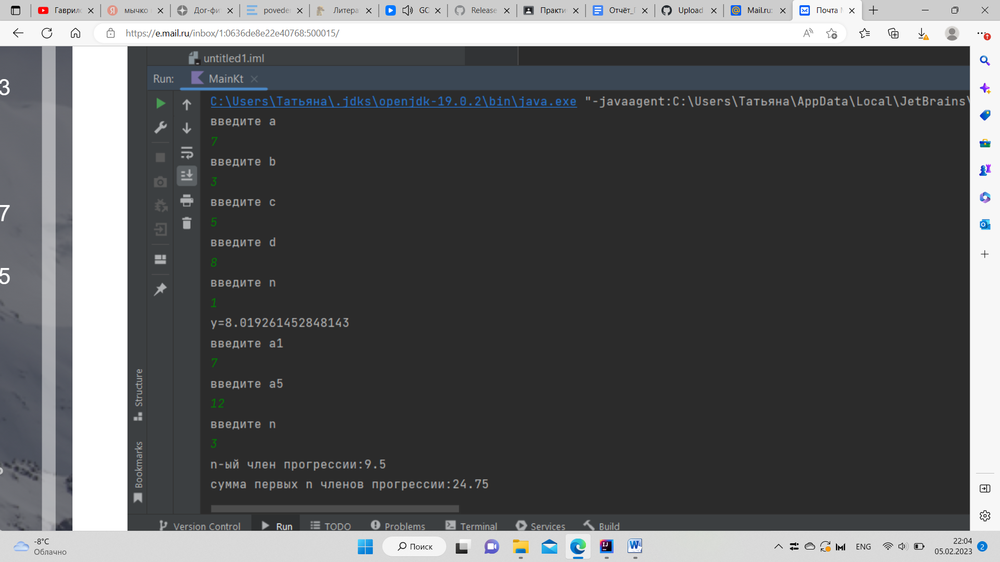 Гаврило
мычко
Дог-фи
povede
Литера
GC
Release
Практи
Отчёт_
Upload
Mail.ru:
Почта
https://e.mail.ru/inbox/1:0636de8e22e40768:500015/
3
7
5
untitled1.iml
Run: MainKt
C:\Users\Татьяна\.jdks\openjdk-19.0.2\bin\java.exe "-javaagent:C:\Users\Татьяна\AppData\Local\JetBrains\
введите a
7
введите b
3
введите c
5
введите d
8
введите n
1
y=8.019261452848143
введите a1
7
введите a5
12
введите n
3
n-ый член прогрессии:9.5
сумма первых n членов прогрессии:24.75
Structure
Bookmarks
Version Control Run TODO Problems Terminal Services Build
-8°C
Облачно
Поиск
ENG
22:04
05.02.2023
2